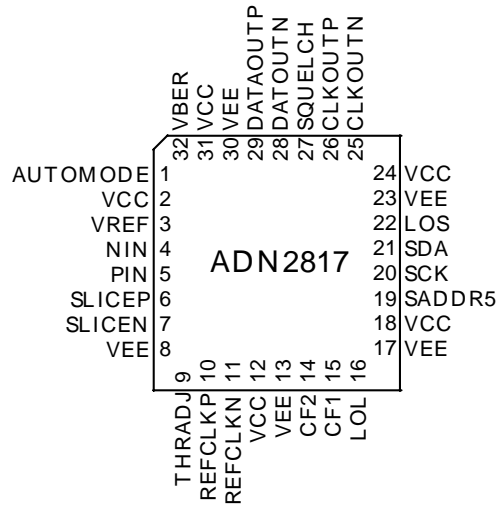 32 VBER
31 VCC
30 VEE
29 DATAOUTP
28 DATOUTN
27 SQUELCH
26 CLKOUTP
25 CLKOUTN
AUTOMODE 1
VCC 2
VREF 3
NIN 4
PIN 5
SLICEP 6
SLICEN 7
VEE 8
ADN2817
24 VCC
23 VEE
22 LOS
21 SDA
20 SCK
19 SADDR5
18 VCC
17 VEE
THRADJ 9
REFCLKP 10
REFCLKN 11
VCC 12
VEE 13
CF2 14
CF1 15
LOL 16